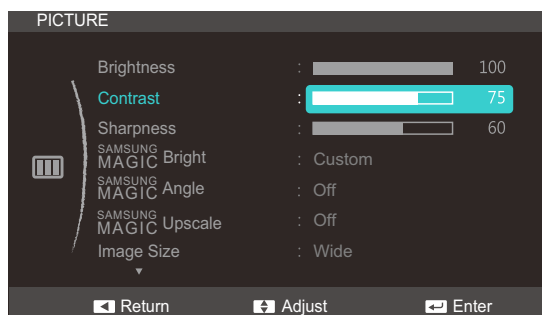 PICTURE
Brightness : 100
Contrast : 75
Sharpness : 60
SAMSUNG MAGIC Bright : Custom
SAMSUNG MAGIC Angle : Off
SAMSUNG MAGIC Upscale : Off
Image Size : Wide
Return Adjust Enter